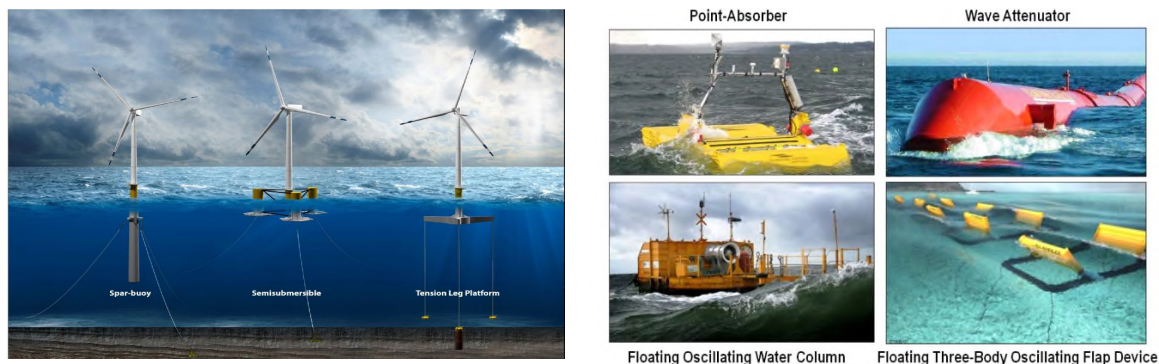 Spar-buoy
Semisubmersible
Tension Leg Platform
Point-Absorber
Wave Attenuator
Floating Oscillating Water Column
Floating Three-Body Oscillating Flap Device